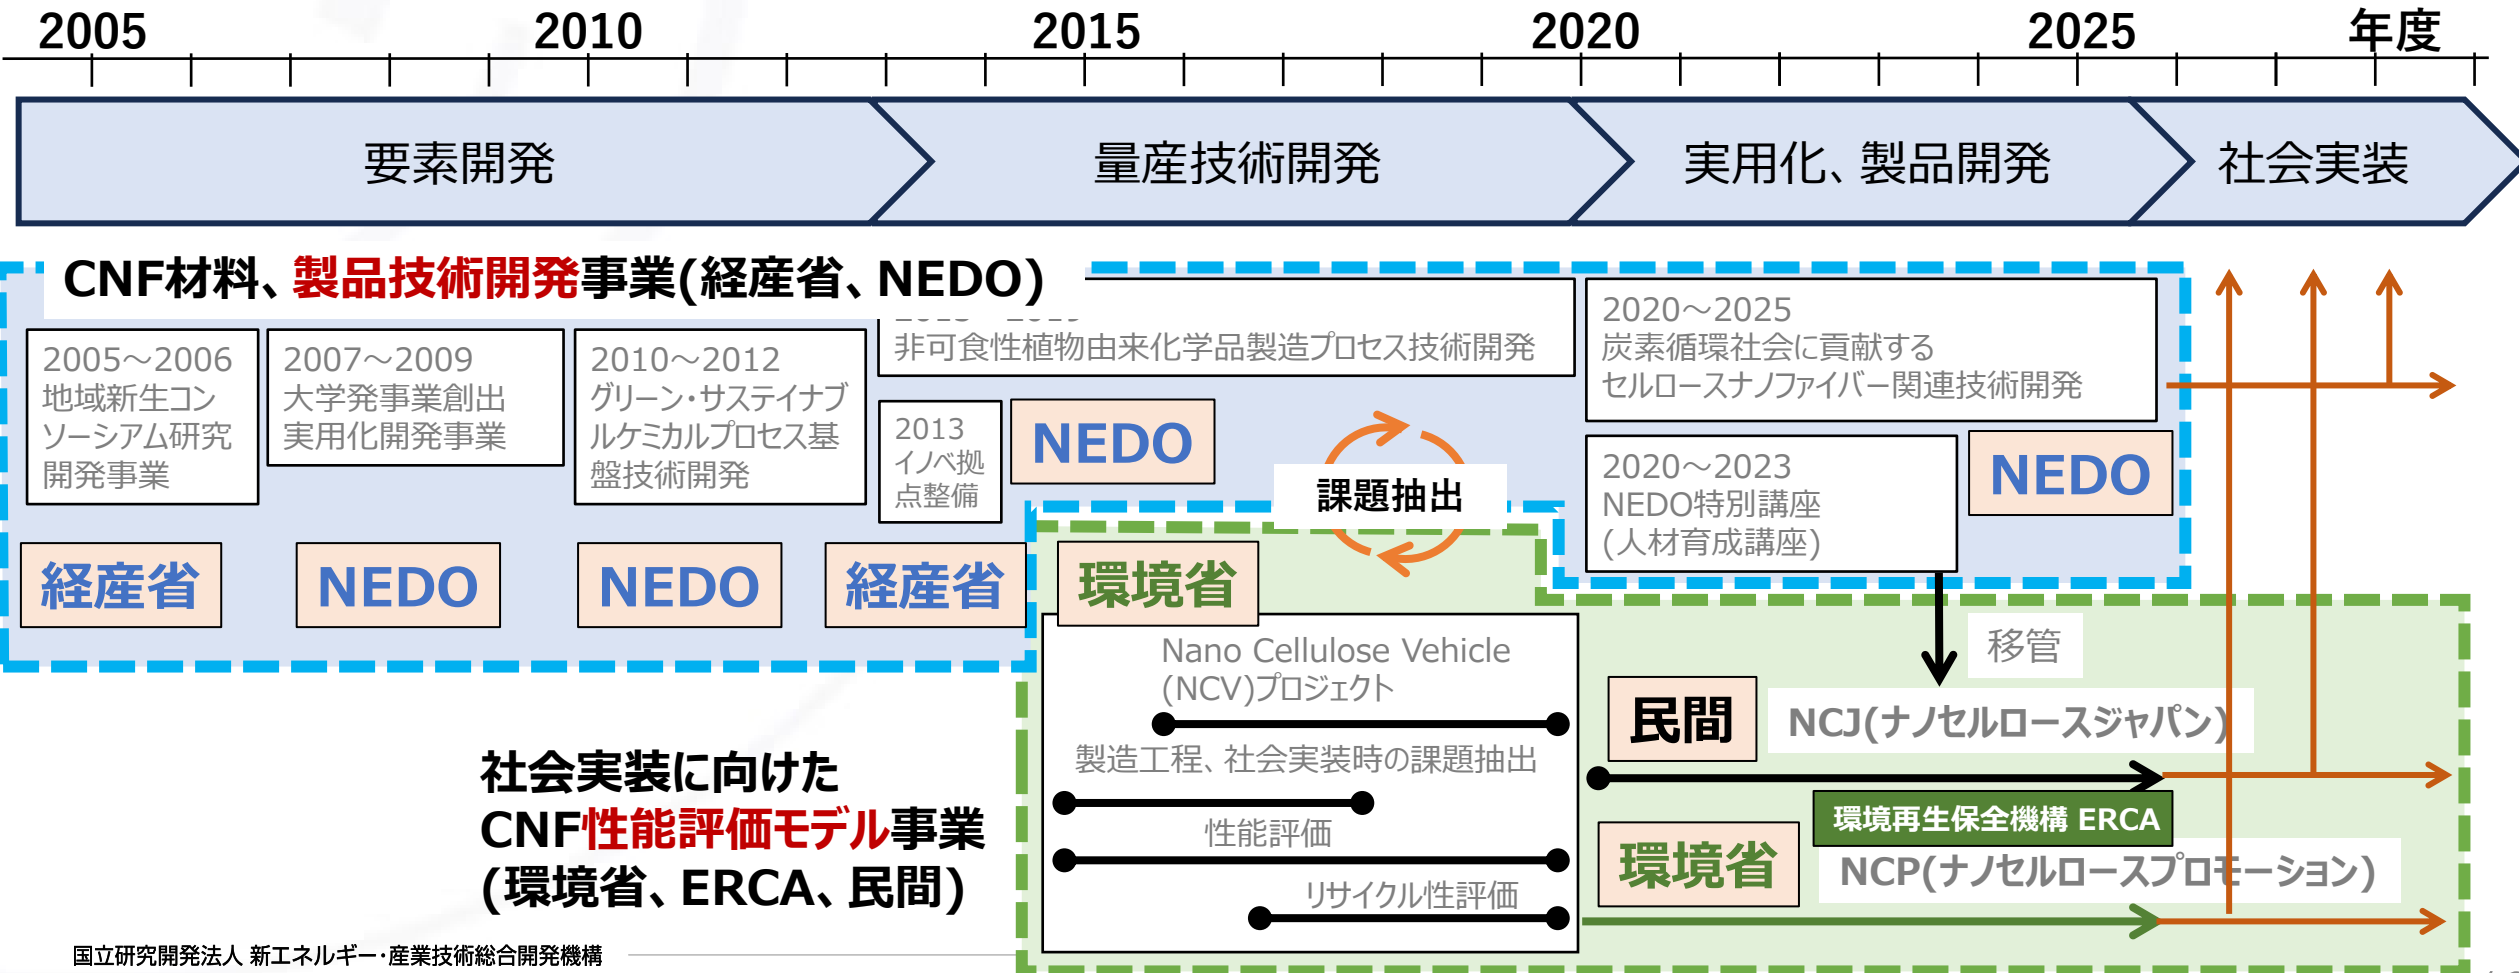 2005
2010
2015
2020
2025
年度
要素開発
量産技術開発
実用化、製品開発
社会実装
CNF材料、製品技術開発事業(経産省、NEDO)
2005～2006
地域新生コン
ソーシアム研究
開発事業
2007～2009
大学発事業創出
実用化開発事業
2010～2012
グリーン・サステイナブ
ルケミカルプロセス基
盤技術開発
非可食性植物由来化学品製造プロセス技術開発
2013
イノベ拠
点整備
NEDO
課題抽出
2020～2025
炭素循環社会に貢献する
セルロースナノファイバー関連技術開発
2020～2023
NEDO特別講座
(人材育成講座)
NEDO
経産省
NEDO
NEDO
経産省
環境省
Nano Cellulose Vehicle
(NCV)プロジェクト
製造工程、社会実装時の課題抽出
性能評価
リサイクル性評価
移管
民間
NCJ(ナノセルロースジャパン)
環境再生保全機構 ERCA
環境省
NCP(ナノセルロースプロモーション)
社会実装に向けた
CNF性能評価モデル事業
(環境省、ERCA、民間)
国立研究開発法人 新エネルギー・産業技術総合開発機構